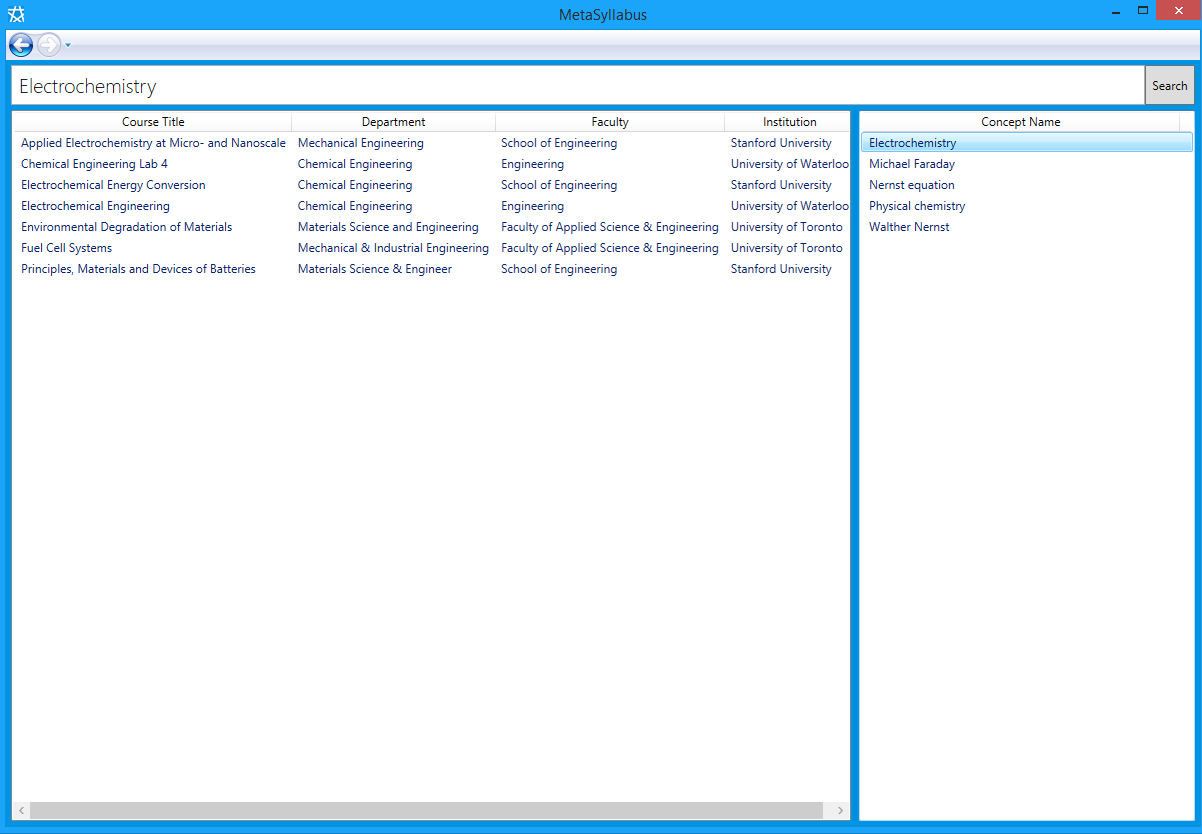 MetaSyllabus
Electrochemistry
Search
Course Title Department Faculty Institution
Applied Electrochemistry at Micro- and Nanoscale Mechanical Engineering School of Engineering Stanford University
Chemical Engineering Lab 4 Chemical Engineering Engineering University of Waterloo
Electrochemical Energy Conversion Chemical Engineering School of Engineering Stanford University
Electrochemical Engineering Chemical Engineering Engineering University of Waterloo
Environmental Degradation of Materials Materials Science and Engineering Faculty of Applied Science & Engineering University of Toronto
Fuel Cell Systems Mechanical & Industrial Engineering Faculty of Applied Science & Engineering University of Toronto
Principles, Materials and Devices of Batteries Materials Science & Engineer School of Engineering Stanford University
Concept Name
Electrochemistry
Michael Faraday
Nernst equation
Physical chemistry
Walther Nernst